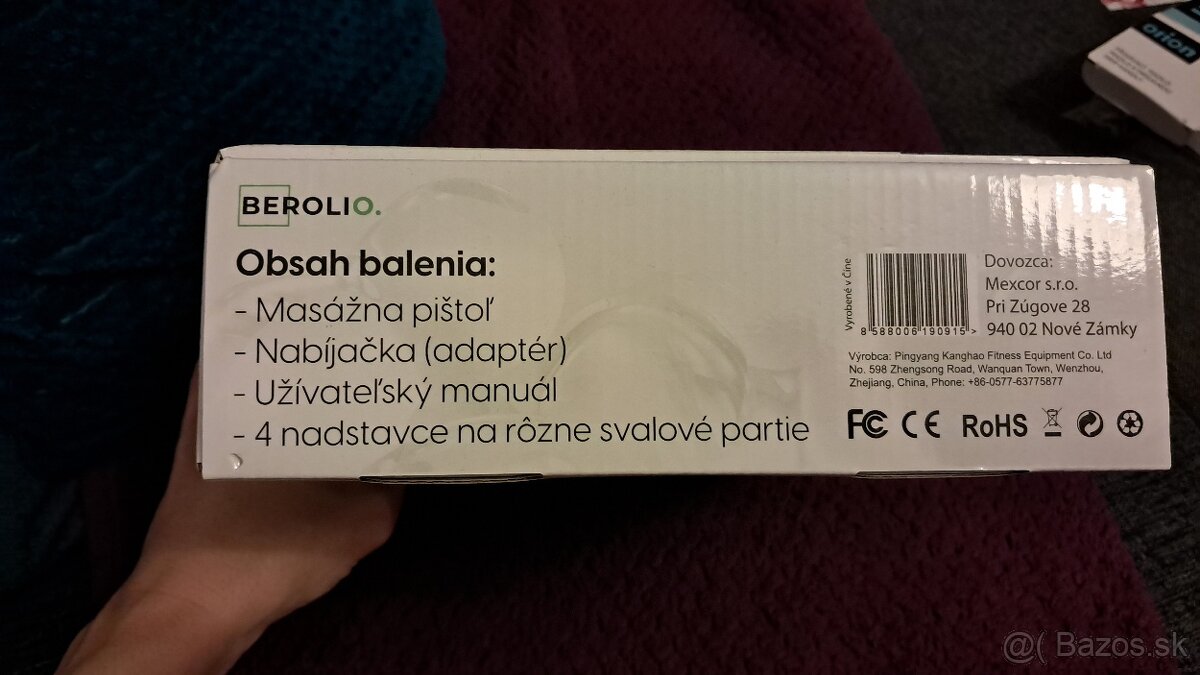 BEROLIO.
Obsah balenia:
- Masážna pištoľ
- Nabíjačka (adaptér)
- Užívateľský manuál
- 4 nadstavce na rôzne svalové partie
Vyrobené v Číne
8 588006 190915 >
Dovozca:
Mexcor s.r.o.
Pri Zúgove 28
940 02 Nové Zámky
Výrobca: Pingyang Kanghao Fitness Equipment Co. Ltd
No. 598 Zhengsong Road, Wanquan Town, Wenzhou,
Zhejiang, China, Phone: +86-0577-63775877
FC CE RoHS
orion
@( Bazos.sk